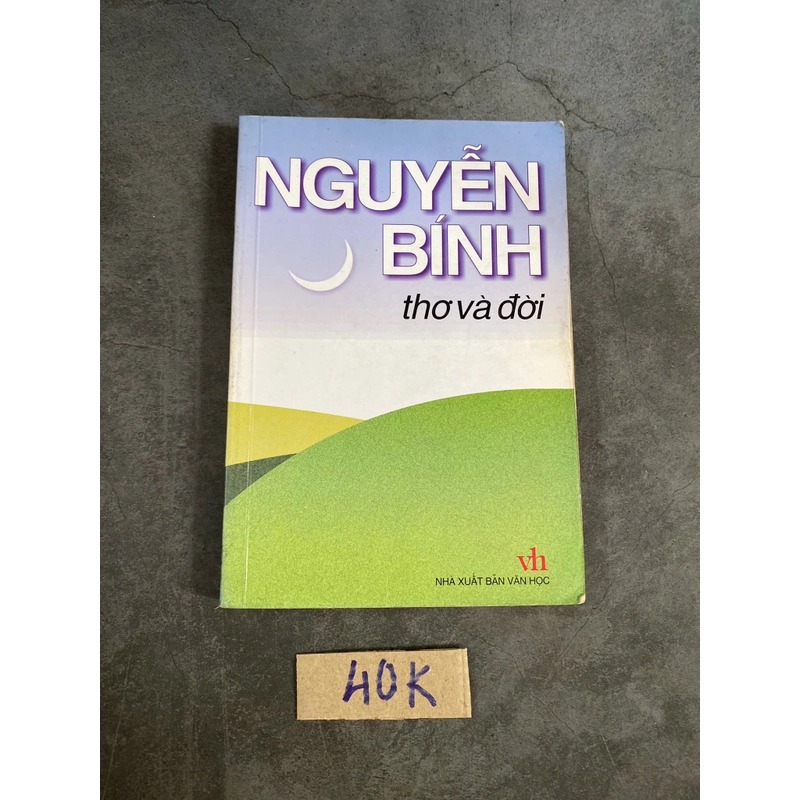 NGUYỄN
BÍNH
thơ và đời
vh
NHÀ XUẤT BẢN VĂN HỌC
40K